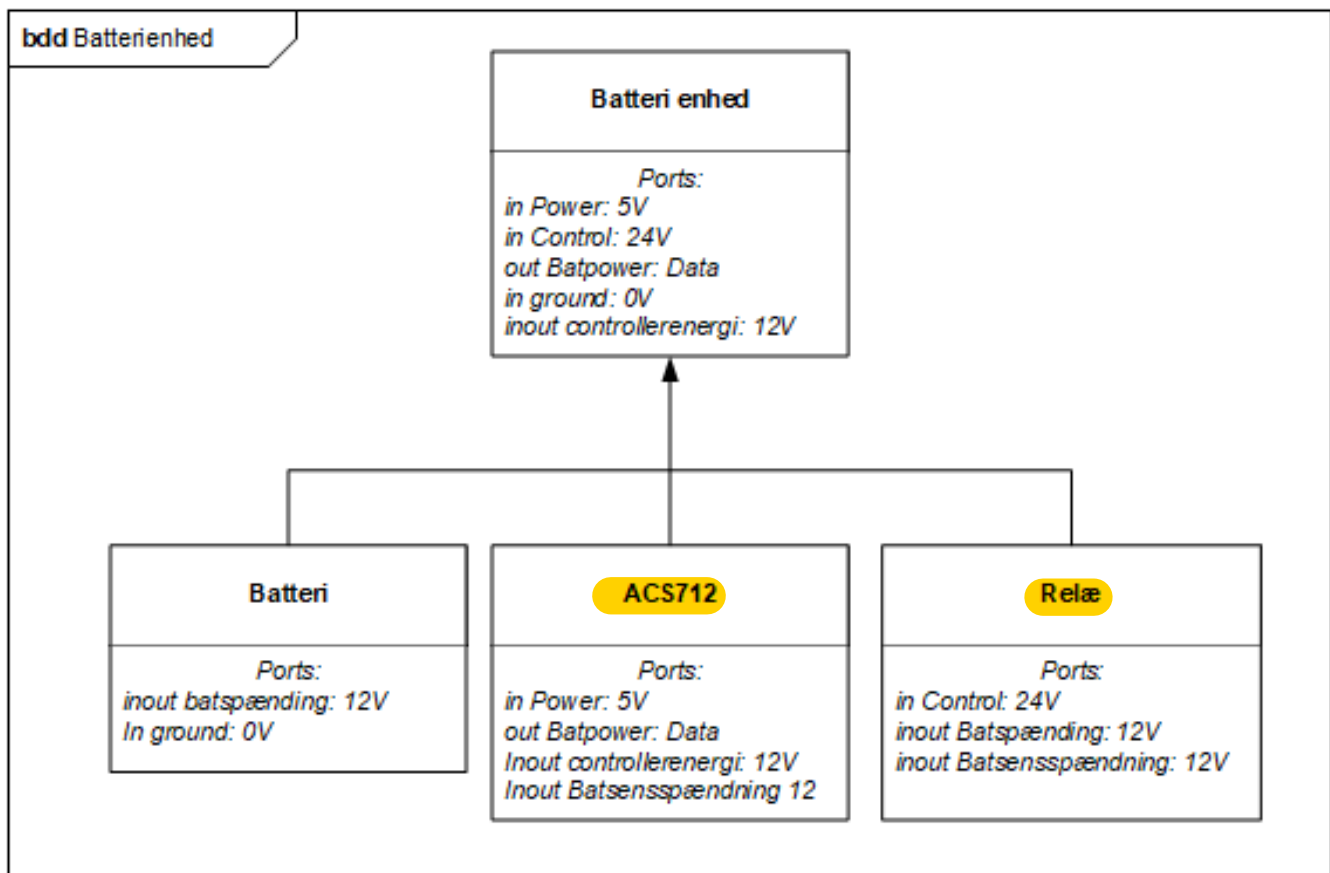 bdd Batterienhed
Batteri enhed
Ports:
in Power: 5V
in Control: 24V
out Batpower: Data
in ground: 0V
inout controllerenergi: 12V
Batteri
Ports:
inout batspænding: 12V
In ground: 0V
ACS712
Ports:
in Power: 5V
out Batpower: Data
Inout controllerenergi: 12V
Inout Batsensspændning 12
Relæ
Ports:
in Control: 24V
inout Batspænding: 12V
inout Batsensspændning: 12V